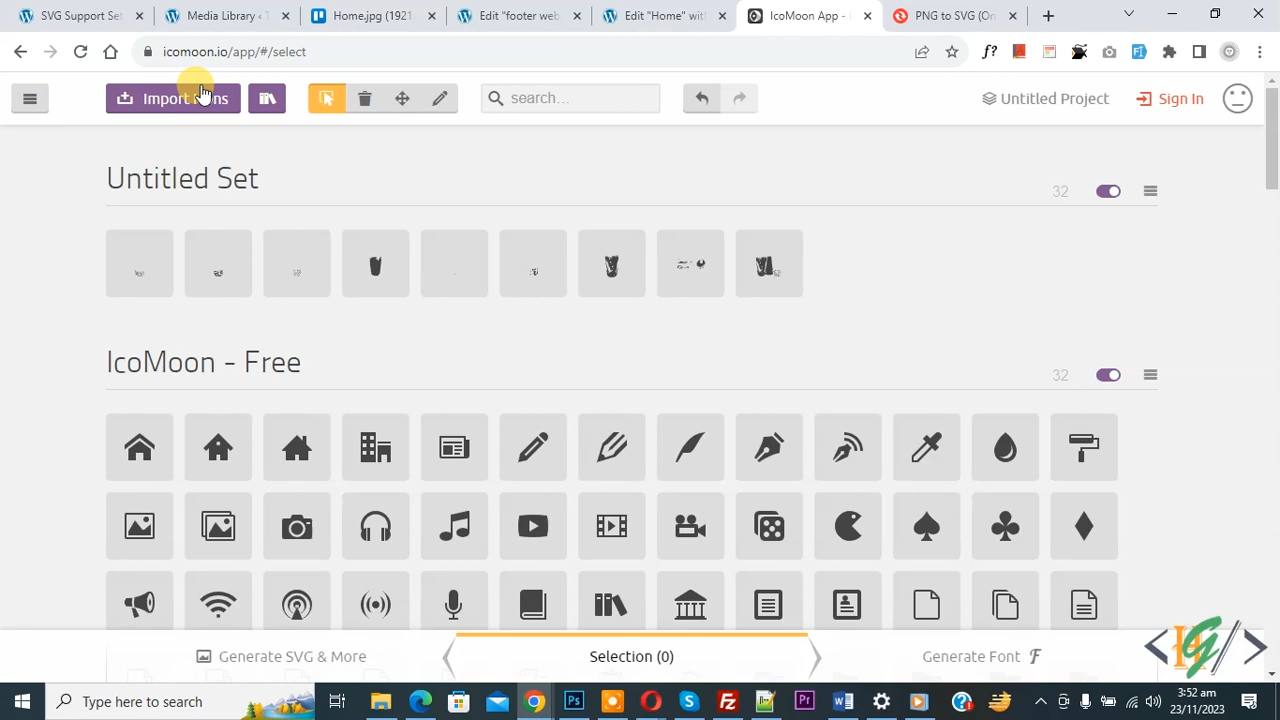 SVG Support Set
Media Library ‹
Home.jpg (1921
Edit "footer web
Edit "Home" wit
IcoMoon App -
PNG to SVG (On
icomoon.io/app/#/select
f?
Import
search...
Untitled Project
Sign In
Untitled Set
32
IcoMoon - Free
32
Generate SVG & More
Selection (0)
Generate Font
Type here to search
3:52 am
23/11/2023